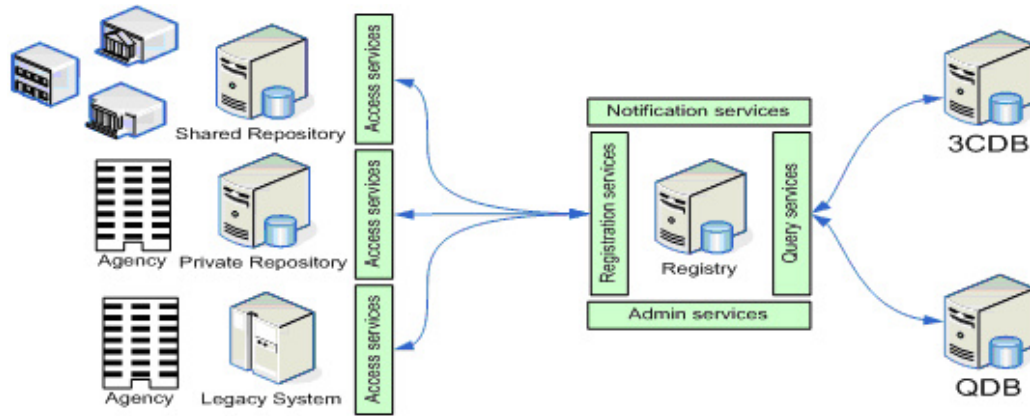 Shared Repository
Access services
Agency
Private Repository
Access services
Agency
Legacy System
Access services
Notification services
Registration services
Registry
Query services
Admin services
3CDB
QDB